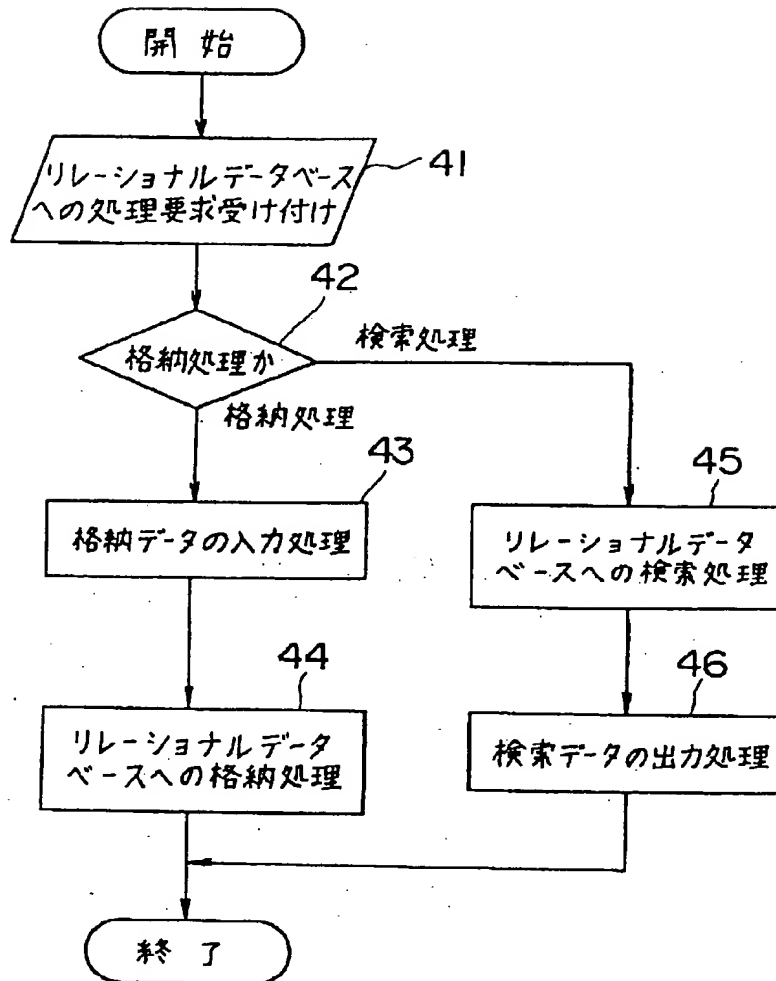 開始
リレーショナルデータベース
への処理要求受け付け
41
42
格納処理か
検索処理
格納処理
43
格納データの入力処理
44
リレーショナルデータ
ベースへの格納処理
45
リレーショナルデータ
ベースへの検索処理
46
検索データの出力処理
終了